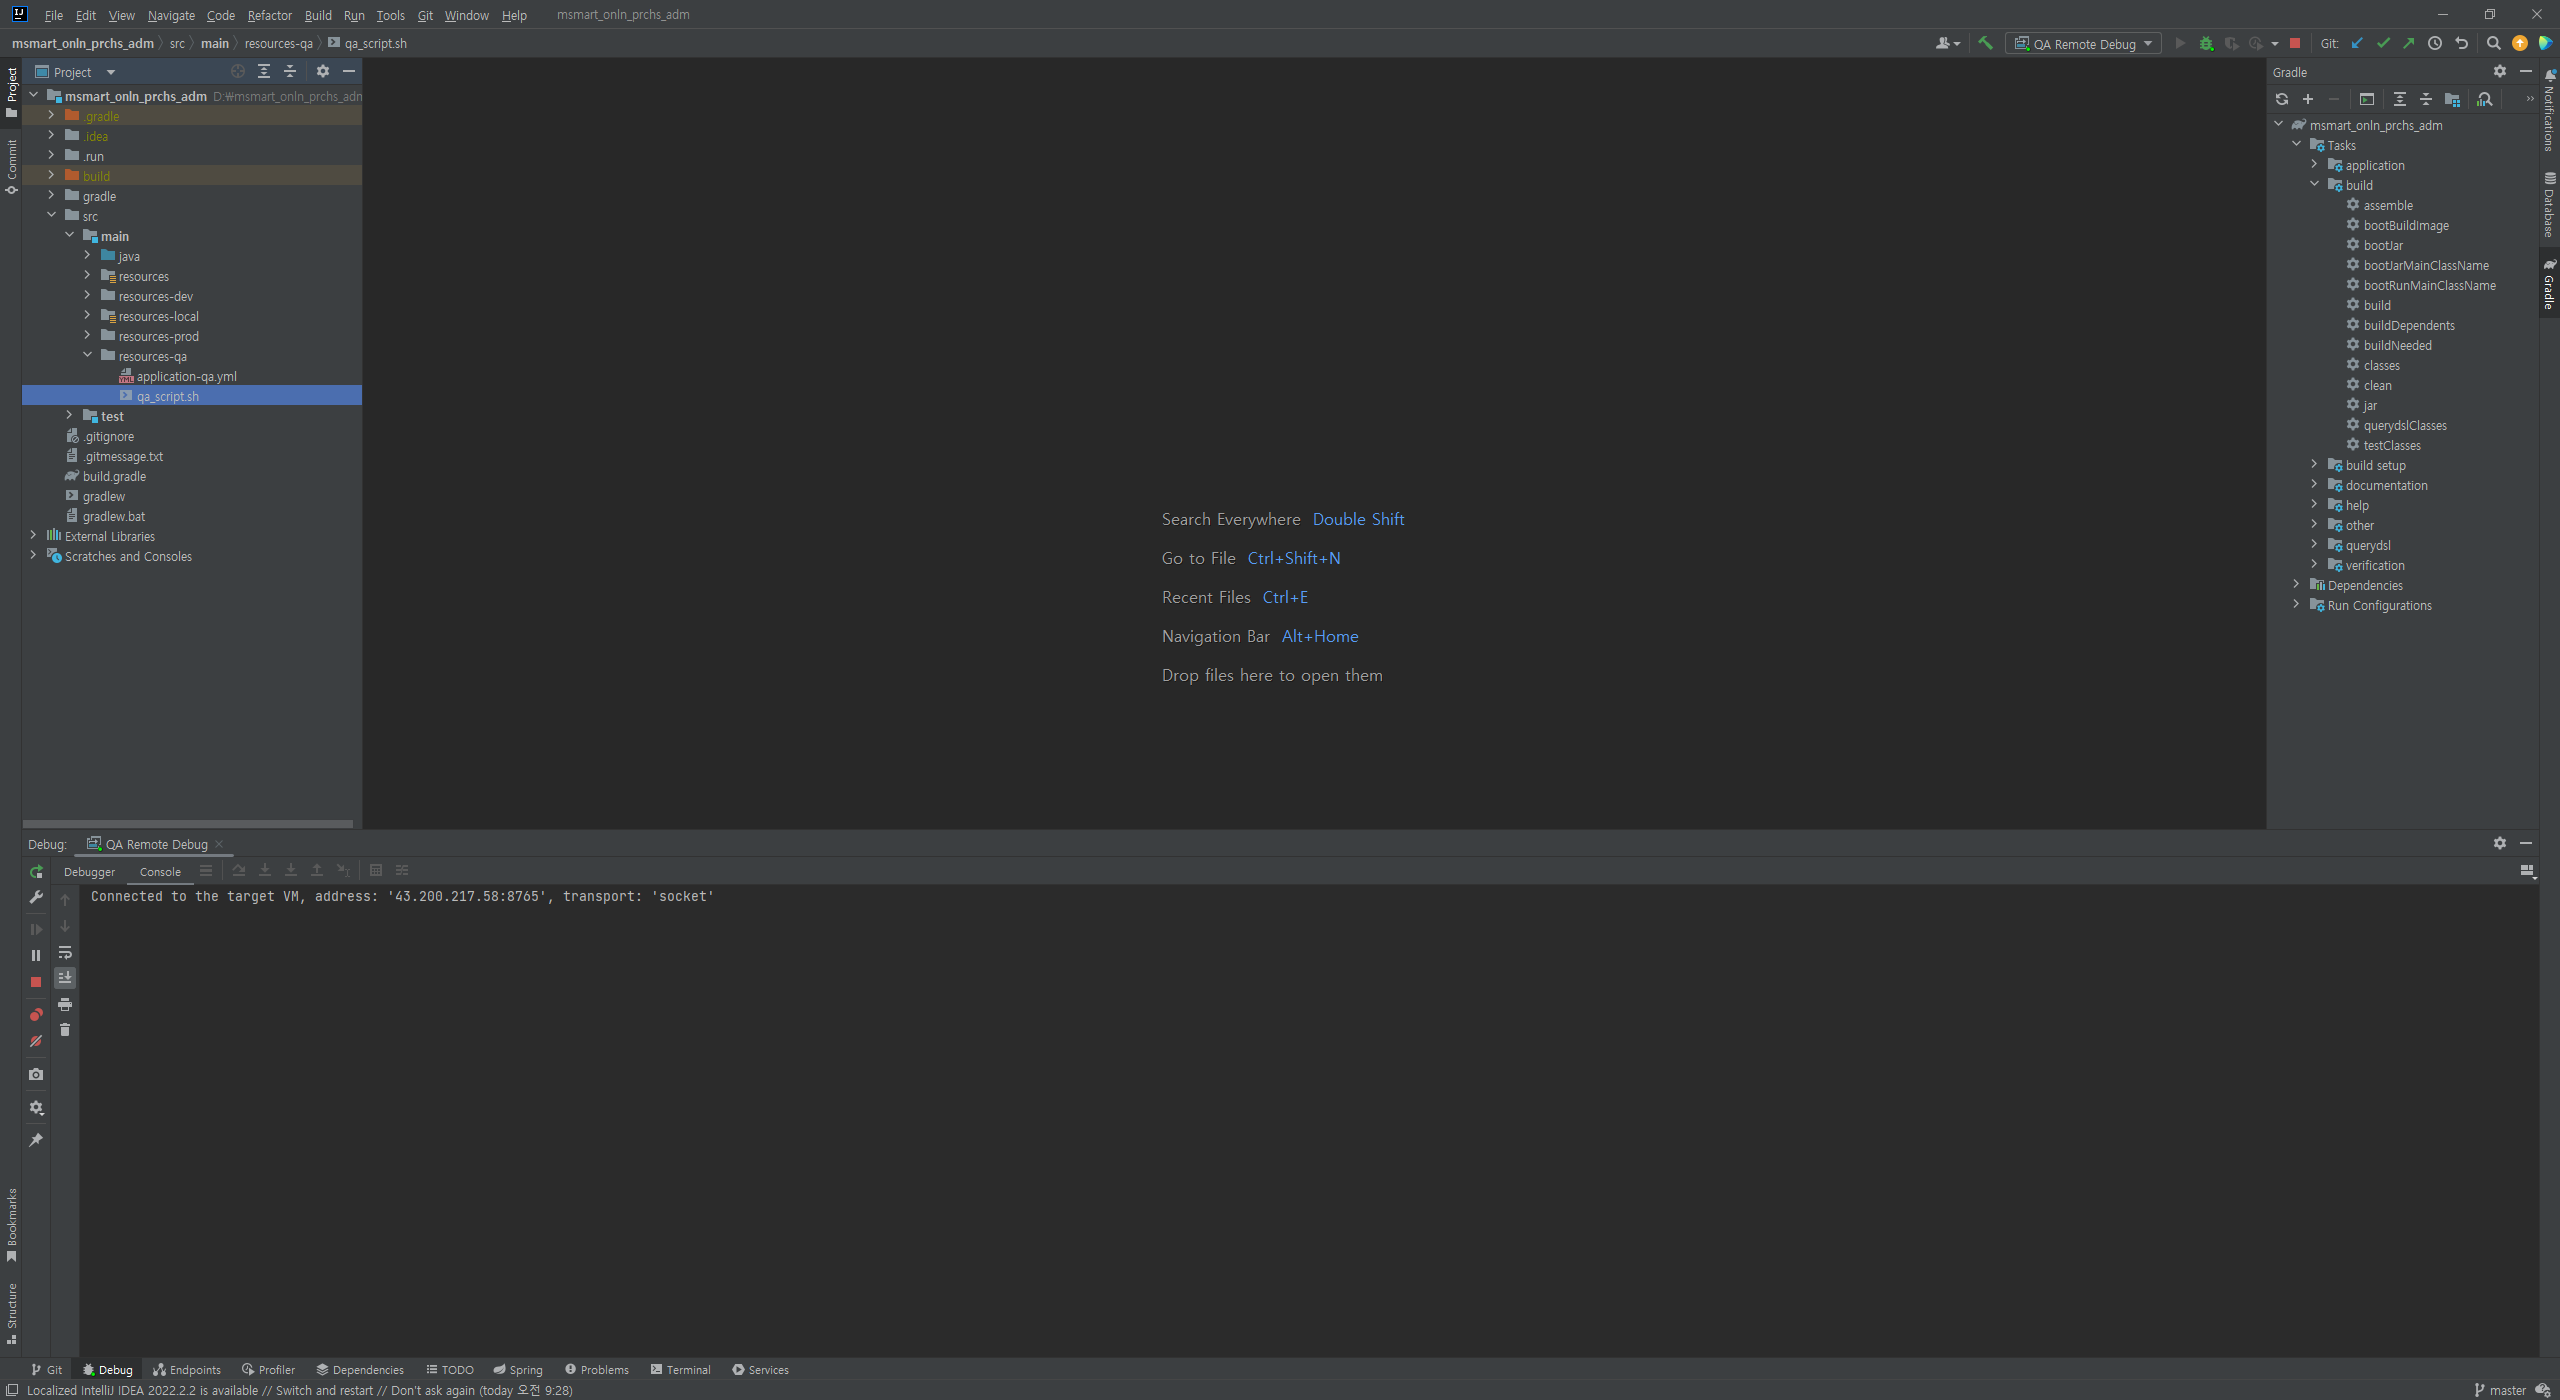 File Edit View Navigate Code Refactor Build Run Tools Git Window Help msmart_onln_prchs_adm
msmart_onln_prchs_adm src main resources-qa qa_script.sh
QA Remote Debug
Git:
Project
msmart_onln_prchs_adm D:₩msmart_onln_prchs_adm
.gradle
.idea
.run
build
gradle
src
main
java
resources
resources-dev
resources-local
resources-prod
resources-qa
application-qa.yml
qa_script.sh
test
.gitignore
.gitmessage.txt
build.gradle
gradlew
gradlew.bat
External Libraries
Scratches and Consoles
Project
Commit
Bookmarks
Structure
Search Everywhere Double Shift
Go to File Ctrl+Shift+N
Recent Files Ctrl+E
Navigation Bar Alt+Home
Drop files here to open them
Gradle
msmart_onln_prchs_adm
Tasks
application
build
assemble
bootBuildImage
bootJar
bootJarMainClassName
bootRunMainClassName
build
buildDependents
buildNeeded
classes
clean
jar
querydslClasses
testClasses
build setup
documentation
help
other
querydsl
verification
Dependencies
Run Configurations
Notifications
Database
Gradle
Debug: QA Remote Debug
Debugger Console
Connected to the target VM, address: '43.200.217.58:8765', transport: 'socket'
Git Debug Endpoints Profiler Dependencies TODO Spring Problems Terminal Services
Localized IntelliJ IDEA 2022.2.2 is available // Switch and restart // Don't ask again (today 오전 9:28)
master